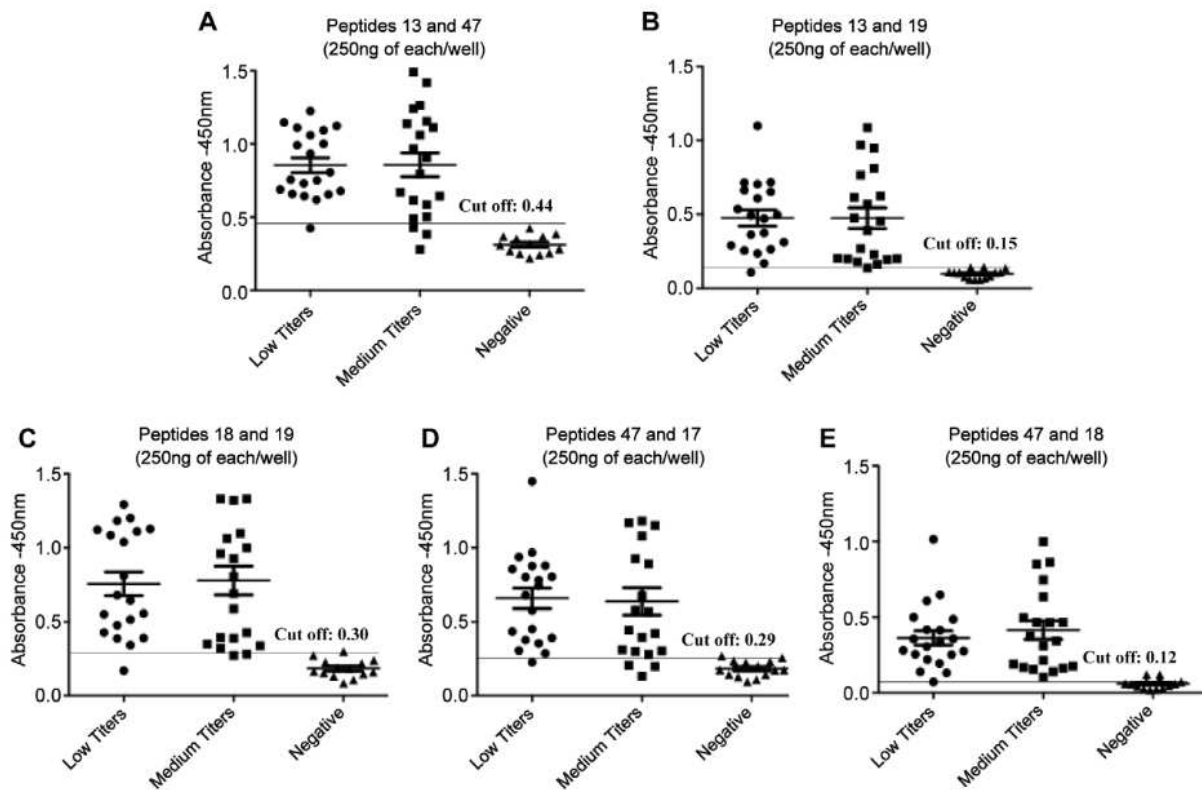 A
Peptides 13 and 47
(250ng of each/well)
Absorbance -450nm
1.5
1.0
0.5
0.0
Cut off: 0.44
Low Titers
Medium Titers
Negative
B
Peptides 13 and 19
(250ng of each/well)
Absorbance -450nm
1.5
1.0
0.5
0.0
Cut off: 0.15
Low Titers
Medium Titers
Negative
C
Peptides 18 and 19
(250ng of each/well)
Absorbance -450nm
1.5
1.0
0.5
0.0
Cut off: 0.30
Low Titers
Medium Titers
Negative
D
Peptides 47 and 17
(250ng of each/well)
Absorbance -450nm
1.5
1.0
0.5
0.0
Cut off: 0.29
Low Titers
Medium Titers
Negative
E
Peptides 47 and 18
(250ng of each/well)
Absorbance -450nm
1.5
1.0
0.5
0.0
Cut off: 0.12
Low Titers
Medium Titers
Negative